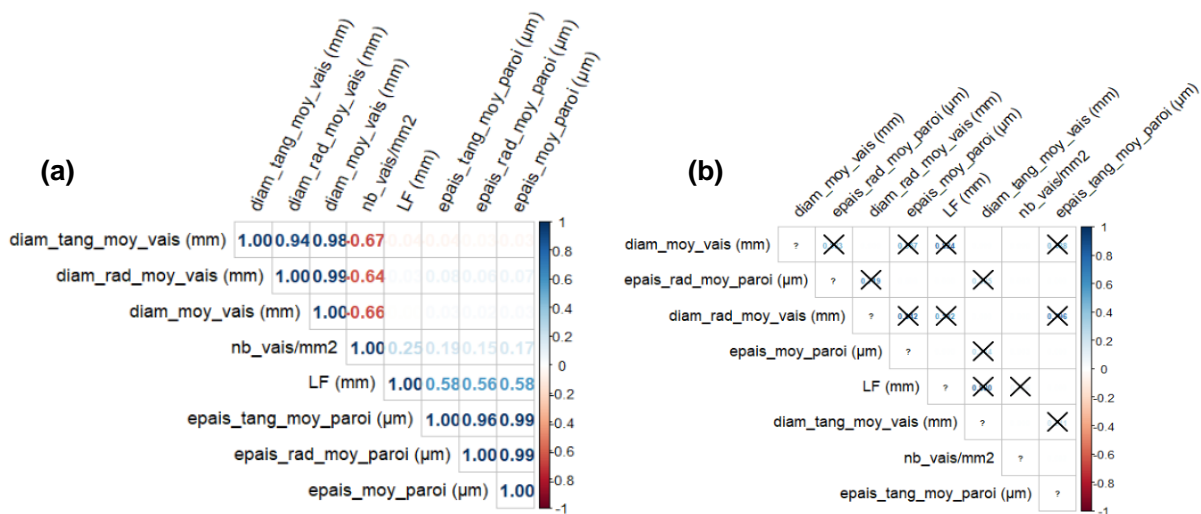 (a)
diam_tang_moy_vais (mm)
diam_rad_moy_vais (mm)
diam_moy_vais (mm)
nb_vais/mm2
LF (mm)
epais_tang_moy_paroi (µm)
epais_rad_moy_paroi (µm)
epais_moy_paroi (µm)
diam_tang_moy_vais (mm) 1.00 0.94 0.98 -0.67
diam_rad_moy_vais (mm) 1.00 0.99 -0.64 0.08 0.06 0.07
diam_moy_vais (mm) 1.00 -0.66
nb_vais/mm2 1.00 0.25 0.19 0.15 0.17
LF (mm) 1.00 0.58 0.56 0.58
epais_tang_moy_paroi (µm) 1.00 0.96 0.99
epais_rad_moy_paroi (µm) 1.00 0.99
epais_moy_paroi (µm) 1.00
1
0.8
0.6
0.4
0.2
0
-0.2
-0.4
-0.6
-0.8
-1
(b)
diam_moy_vais (mm)
epais_rad_moy_paroi (µm)
diam_rad_moy_vais (mm)
epais_moy_paroi (µm)
LF (mm)
diam_tang_moy_vais (mm)
nb_vais/mm2
epais_tang_moy_paroi (µm)
diam_moy_vais (mm) ?
epais_rad_moy_paroi (µm) ?
diam_rad_moy_vais (mm) ?
epais_moy_paroi (µm) ?
LF (mm) ?
diam_tang_moy_vais (mm) ?
nb_vais/mm2 ?
epais_tang_moy_paroi (µm) ?
1
0.8
0.6
0.4
0.2
0
-0.2
-0.4
-0.6
-0.8
-1